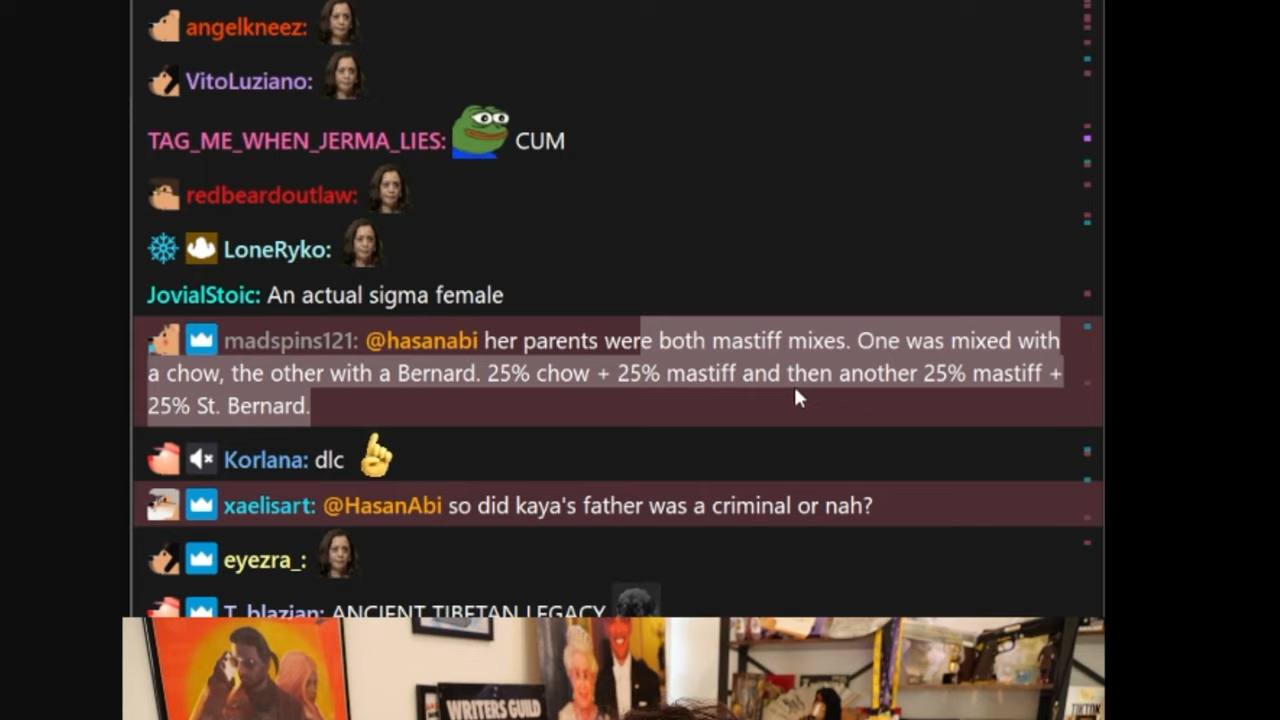 angelkneez:
VitoLuziano:
TAG_ME_WHEN_JERMA_LIES: CUM
redbeardoutlaw:
LoneRyko:
JovialStoic: An actual sigma female
madspins121: @hasanabi her parents were both mastiff mixes. One was mixed with
a chow, the other with a Bernard. 25% chow + 25% mastiff and then another 25% mastiff +
25% St. Bernard.
Korlana: dlc
xaelisart: @HasanAbi so did kaya's father was a criminal or nah?
eyezra_:
T_blazian: ANCIENT TIBETAN LEGACY
WRITERS GUILD
TIKTOK